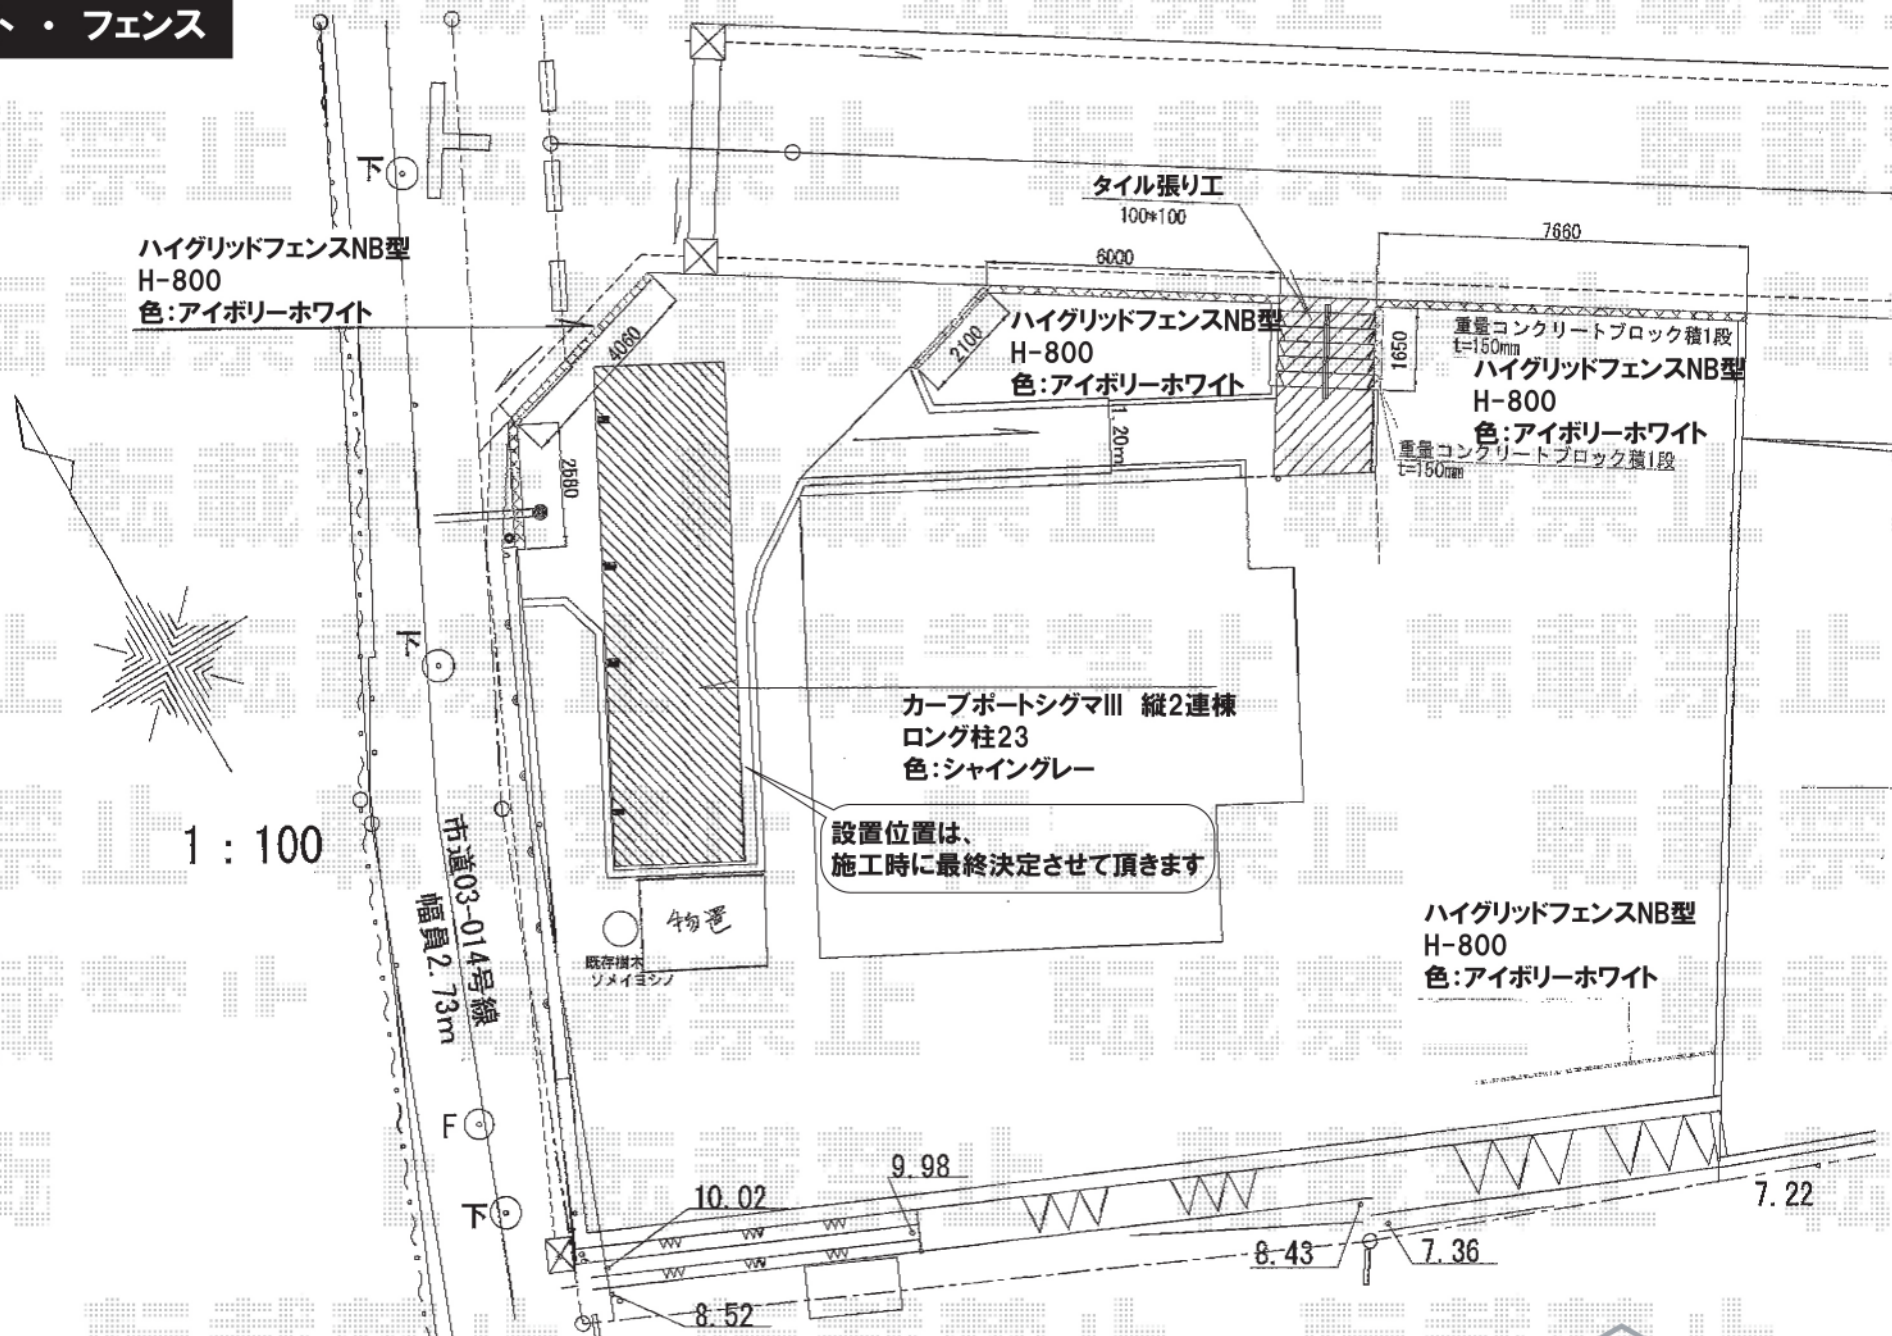 ト ・ フェンス
下
タイル張り工
100*100
7660
6000
ハイグリッドフェンスNB型
H-800
色:アイボリーホワイト
4060
2100
ハイグリッドフェンスNB型
H-800
色:アイボリーホワイト
1650
重量コンクリートブロック積1段
t=150mm
ハイグリッドフェンスNB型
H-800
色:アイボリーホワイト
重量コンクリートブロック積1段
t=150mm
1.20m
2580
下
カーブポートシグマⅢ 縦2連棟
ロング柱23
色:シャイングレー
設置位置は、
施工時に最終決定させて頂きます
1:100
市道03-014号線
幅員2.73m
物置
既存樹木
ソメイヨシノ
ハイグリッドフェンスNB型
H-800
色:アイボリーホワイト
F
下
9.98
10.02
7.22
8.43
7.36
8.52
転載禁止